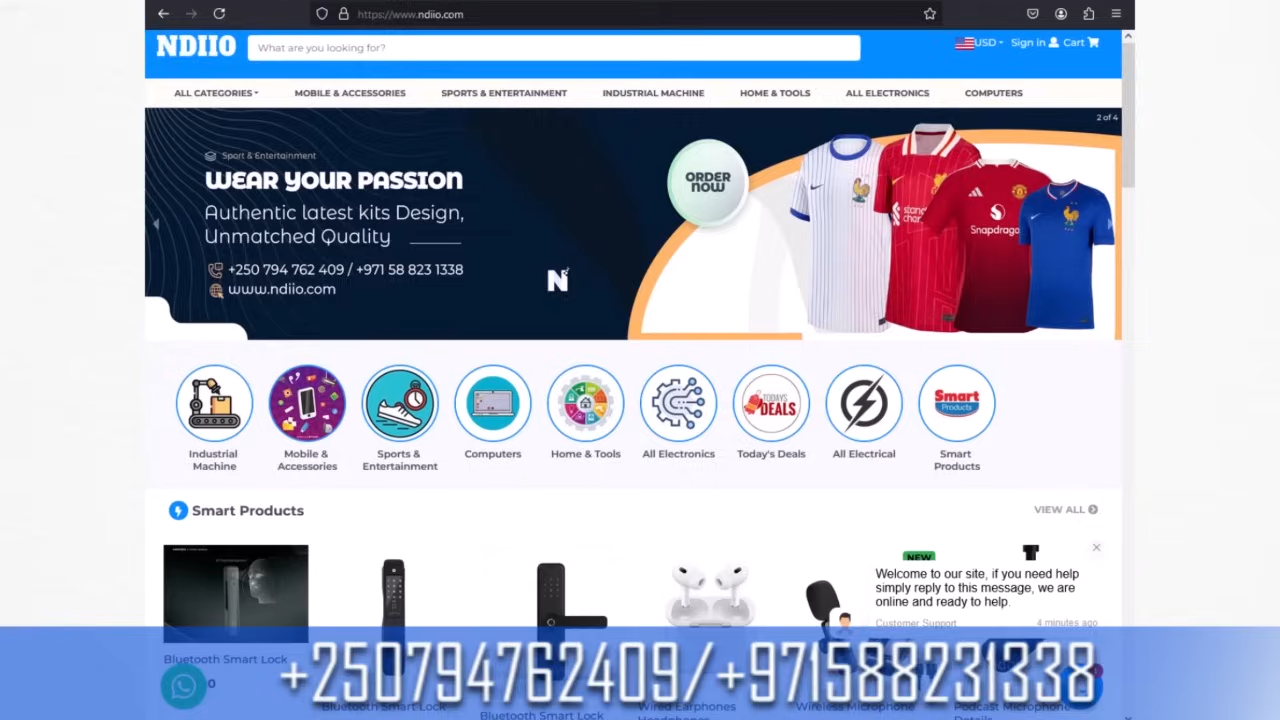 https://www.ndiio.com
NDIIO
What are you looking for?
USD
Sign in
Cart
ALL CATEGORIES
MOBILE & ACCESSORIES
SPORTS & ENTERTAINMENT
INDUSTRIAL MACHINE
HOME & TOOLS
ALL ELECTRONICS
COMPUTERS
2 of 4
Sport & Entertainment
WEAR YOUR PASSION
Authentic latest kits Design,
Unmatched Quality
+250 794 762 409 / +971 58 823 1338
www.ndiio.com
N
ORDER
NOW
Snapdrago
TODAYS
DEALS
Smart
Products
Industrial
Machine
Mobile &
Accessories
Sports &
Entertainment
Computers
Home & Tools
All Electronics
Today's Deals
All Electrical
Smart
Products
Smart Products
VIEW ALL
NEW
Welcome to our site, if you need help
simply reply to this message, we are
online and ready to help.
Customer Support
4 minutes ago
Bluetooth Smart Lock
0
+250794762409/+971588231338
Bluetooth Smart Lock
Bluetooth Smart Lock
Wired Earphones
Headphones
Wireless Microphone
Podcast Microphone
Details